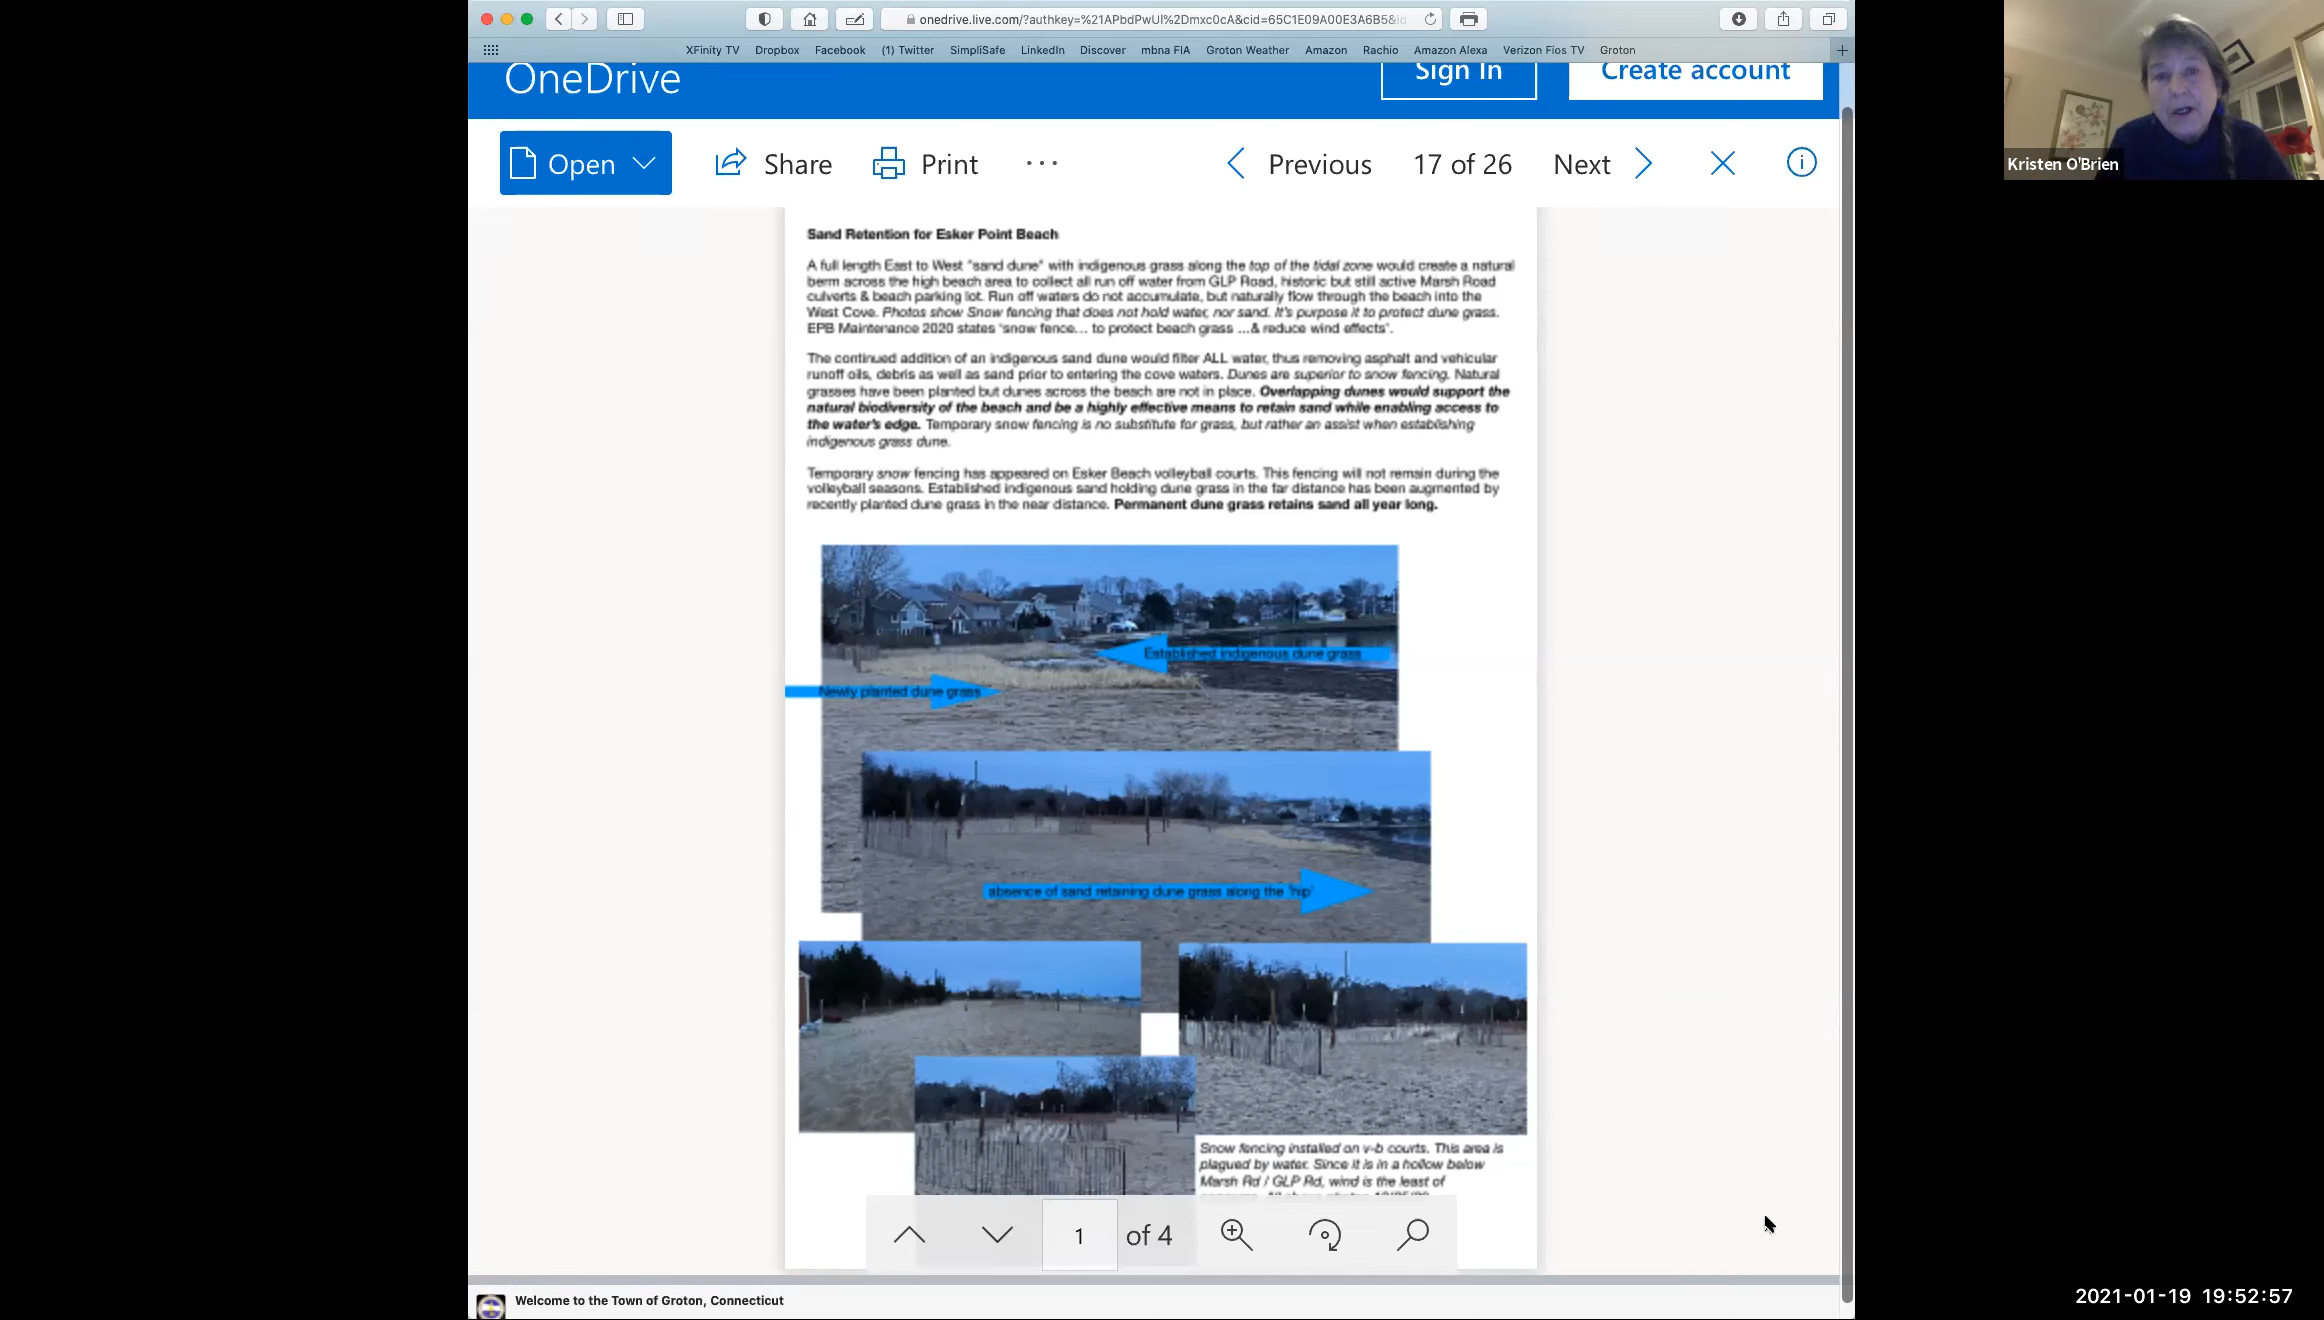 onedrive.live.com/?authkey=%21APbdPwUl%2Dmxc0cA&cid=65C1E09A00E3A6B5&id
XFinity TV Dropbox Facebook (1) Twitter SimpliSafe LinkedIn Discover mbna FIA Groton Weather Amazon Rachio Amazon Alexa Verizon Fios TV Groton
OneDrive Sign In Create account
Open Share Print Previous 17 of 26 Next
Kristen O'Brien
Sand Retention for Esker Point Beach
A full length East to West "sand dune" with indigenous grass along the top of the tidal zone would create a natural
berm across the high beach area to collect all run off water from GLP Road, historic but still active Marsh Road
culverts & beach parking lot. Run off waters do not accumulate, but naturally flow through the beach into the
West Cove. Photos show Snow fencing that does not hold water, nor sand. It's purpose it to protect dune grass.
EPB Maintenance 2020 states 'snow fence... to protect beach grass ...& reduce wind effects'.
The continued addition of an indigenous sand dune would filter ALL water, thus removing asphalt and vehicular
runoff oils, debris as well as sand prior to entering the cove waters. Dunes are superior to snow fencing. Natural
grasses have been planted but dunes across the beach are not in place. Overlapping dunes would support the
natural biodiversity of the beach and be a highly effective means to retain sand while enabling access to
the water's edge. Temporary snow fencing is no substitute for grass, but rather an assist when establishing
indigenous grass dune.
Temporary snow fencing has appeared on Esker Beach volleyball courts. This fencing will not remain during the
volleyball seasons. Established indigenous sand holding dune grass in the far distance has been augmented by
recently planted dune grass in the near distance. Permanent dune grass retains sand all year long.
Established indigenous dune grass
Newly planted dune grass
absence of sand retaining dune grass along the 'hip'
Snow fencing installed on v-b courts. This area is
plagued by water. Since it is in a hollow below
Marsh Rd / GLP Rd, wind is the least of
1 of 4
Welcome to the Town of Groton, Connecticut
2021-01-19 19:52:57